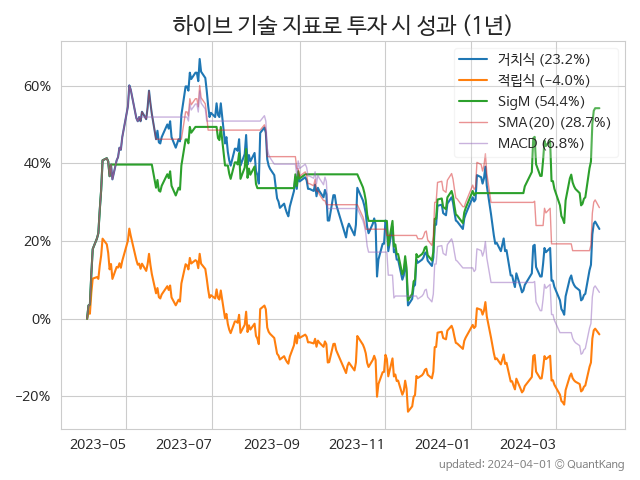 하이브 기술 지표로 투자 시 성과 (1년)
거치식 (23.2%)
적립식 (−4.0%)
SigM (54.4%)
SMA(20) (28.7%)
MACD (6.8%)
60%
40%
20%
0%
−20%
2023-05 2023-07 2023-09 2023-11 2024-01 2024-03
updated: 2024-04-01 © QuantKang